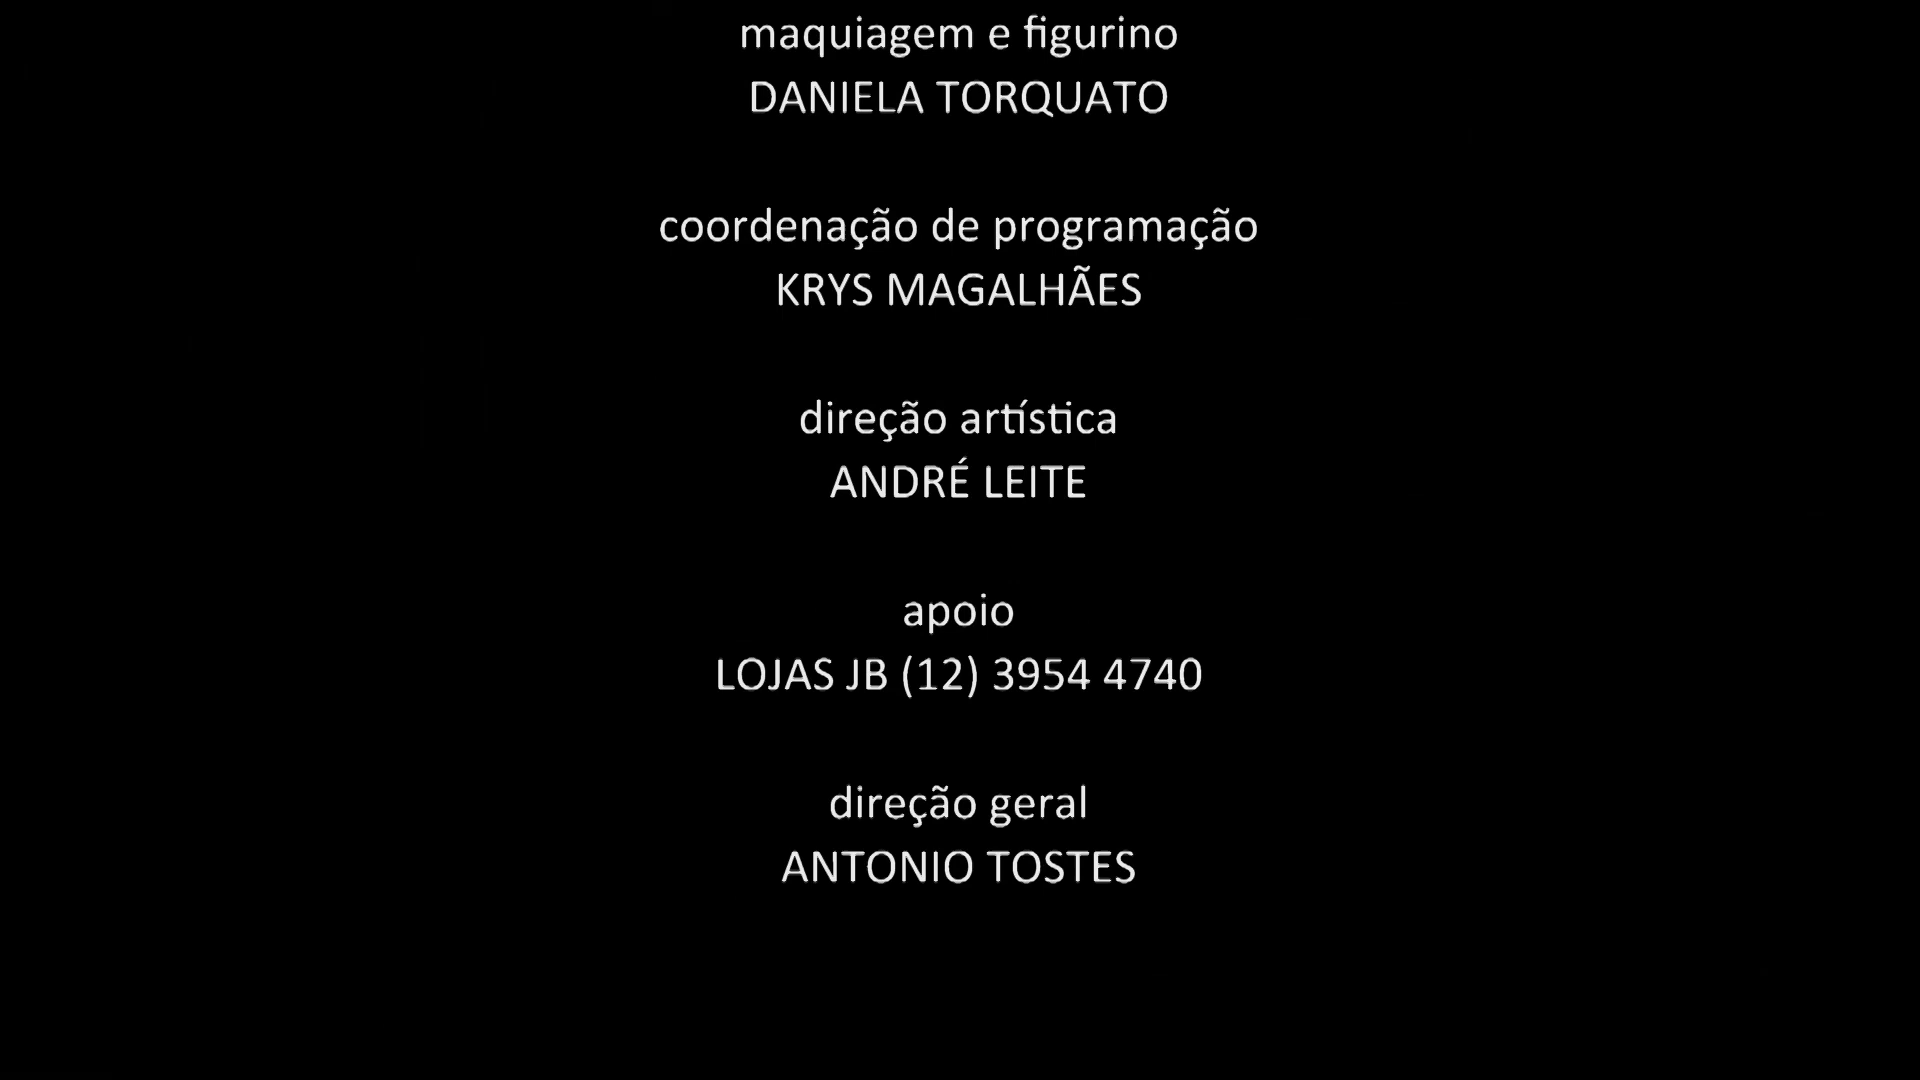 maquiagem e figurino
DANIELA TORQUATO
coordenação de programação
KRYS MAGALHÃES
direção artística
ANDRÉ LEITE
apoio
LOJAS JB (12) 3954 4740
direção geral
ANTONIO TOSTES